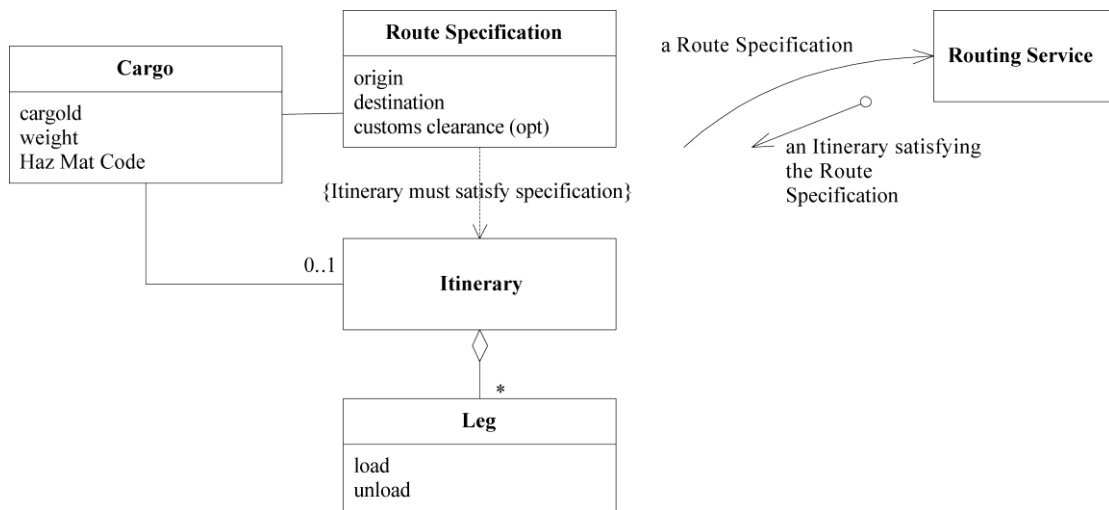 Cargo
cargold
weight
Haz Mat Code
Route Specification
origin
destination
customs clearance (opt)
{Itinerary must satisfy specification}
0..1
Itinerary
*
Leg
load
unload
a Route Specification
Routing Service
an Itinerary satisfying
the Route
Specification